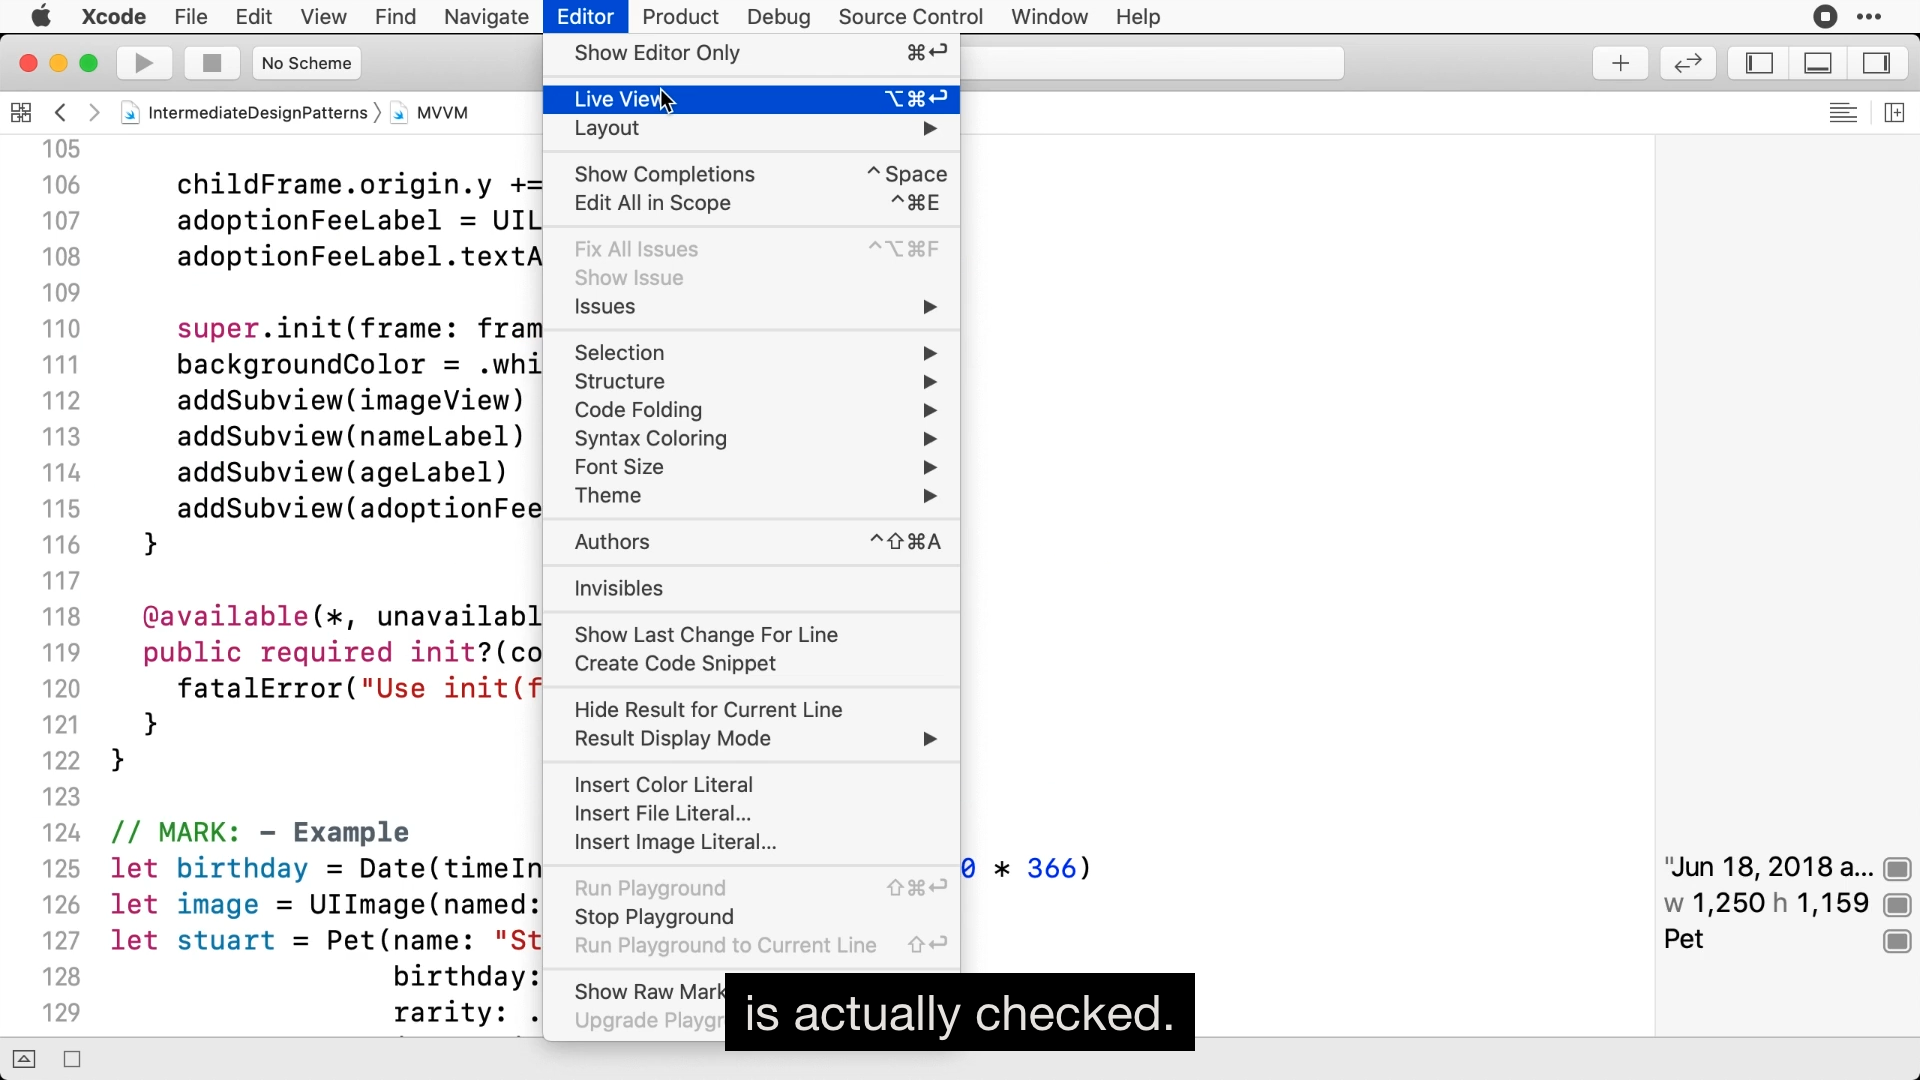 Xcode File Edit View Find Navigate Editor Product Debug Source Control Window Help
No Scheme
IntermediateDesignPatterns MVVM
Show Editor Only ⌘↩
Live View ⌥⌘↩
Layout
Show Completions ^Space
Edit All in Scope ^⌘E
Fix All Issues ^⌥⌘F
Show Issue
Issues
Selection
Structure
Code Folding
Syntax Coloring
Font Size
Theme
Authors ^⇧⌘A
Invisibles
Show Last Change For Line
Create Code Snippet
Hide Result for Current Line
Result Display Mode
Insert Color Literal
Insert File Literal...
Insert Image Literal...
Run Playground ⇧⌘↩
Stop Playground
Run Playground to Current Line ⇧↩
Show Raw Mark
Upgrade Playgr
105
106 childFrame.origin.y +=
107 adoptionFeeLabel = UIL
108 adoptionFeeLabel.textA
109
110 super.init(frame: fram
111 backgroundColor = .whi
112 addSubview(imageView)
113 addSubview(nameLabel)
114 addSubview(ageLabel)
115 addSubview(adoptionFee
116 }
117
118 @available(*, unavailabl
119 public required init?(co
120 fatalError("Use init(f
121 }
122 }
123
124 // MARK: - Example
125 let birthday = Date(timeIn 0 * 366) "Jun 18, 2018 a...
126 let image = UIImage(named: w 1,250 h 1,159
127 let stuart = Pet(name: "St Pet
128 birthday:
129 rarity: .
is actually checked.